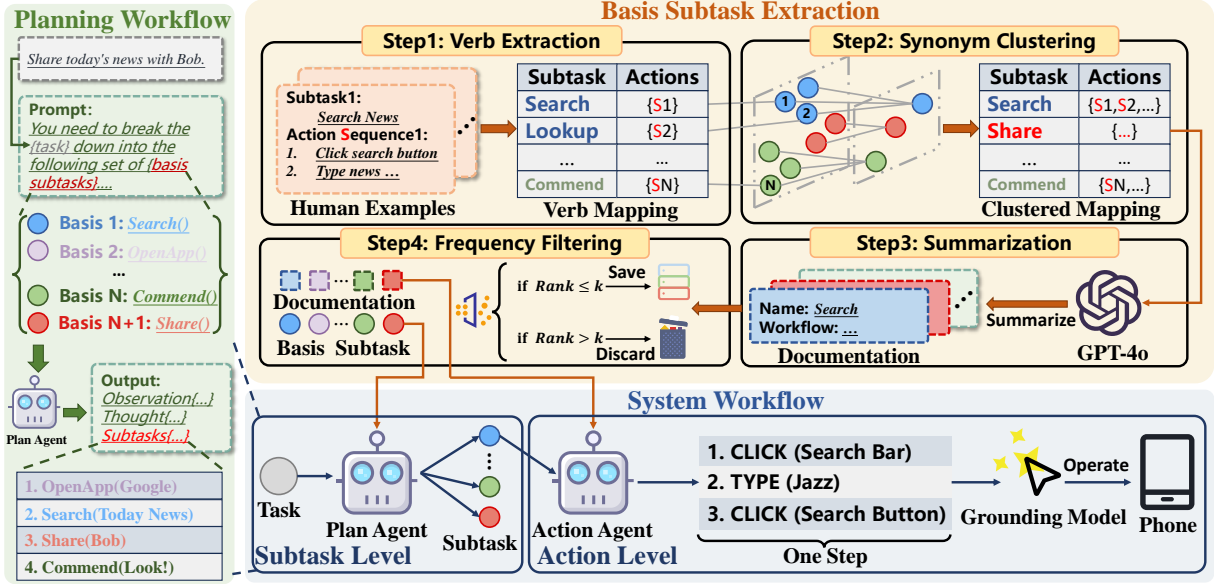 Planning Workflow
Share today's news with Bob.
Prompt:
You need to break the
{task} down into the
following set of {basis
subtasks}....
Basis 1: Search()
Basis 2: OpenApp()
...
Basis N: Commend()
Basis N+1: Share()
Plan Agent
Output:
Observation{...}
Thought{...}
Subtasks{...}
1. OpenApp(Google)
2. Search(Today News)
3. Share(Bob)
4. Commend(Look!)
Basis Subtask Extraction
Step1: Verb Extraction
Subtask1:
Search News
Action Sequence1:
1. Click search button
2. Type news ...
Human Examples
Subtask Actions
Search {S1}
Lookup {S2}
... ...
Commend {SN}
Verb Mapping
Step2: Synonym Clustering
1
2
N
Subtask Actions
Search {S1,S2,...}
Share {...}
... ...
Commend {SN,...}
Clustered Mapping
Step4: Frequency Filtering
Documentation
Basis Subtask
if Rank ≤ k Save
if Rank > k Discard
Step3: Summarization
Name: Search
Workflow: ...
Documentation
Summarize
GPT-4o
System Workflow
Task
Plan Agent
Subtask
Subtask Level
Action Agent
Action Level
1. CLICK (Search Bar)
2. TYPE (Jazz)
3. CLICK (Search Button)
One Step
Grounding Model
Operate
Phone